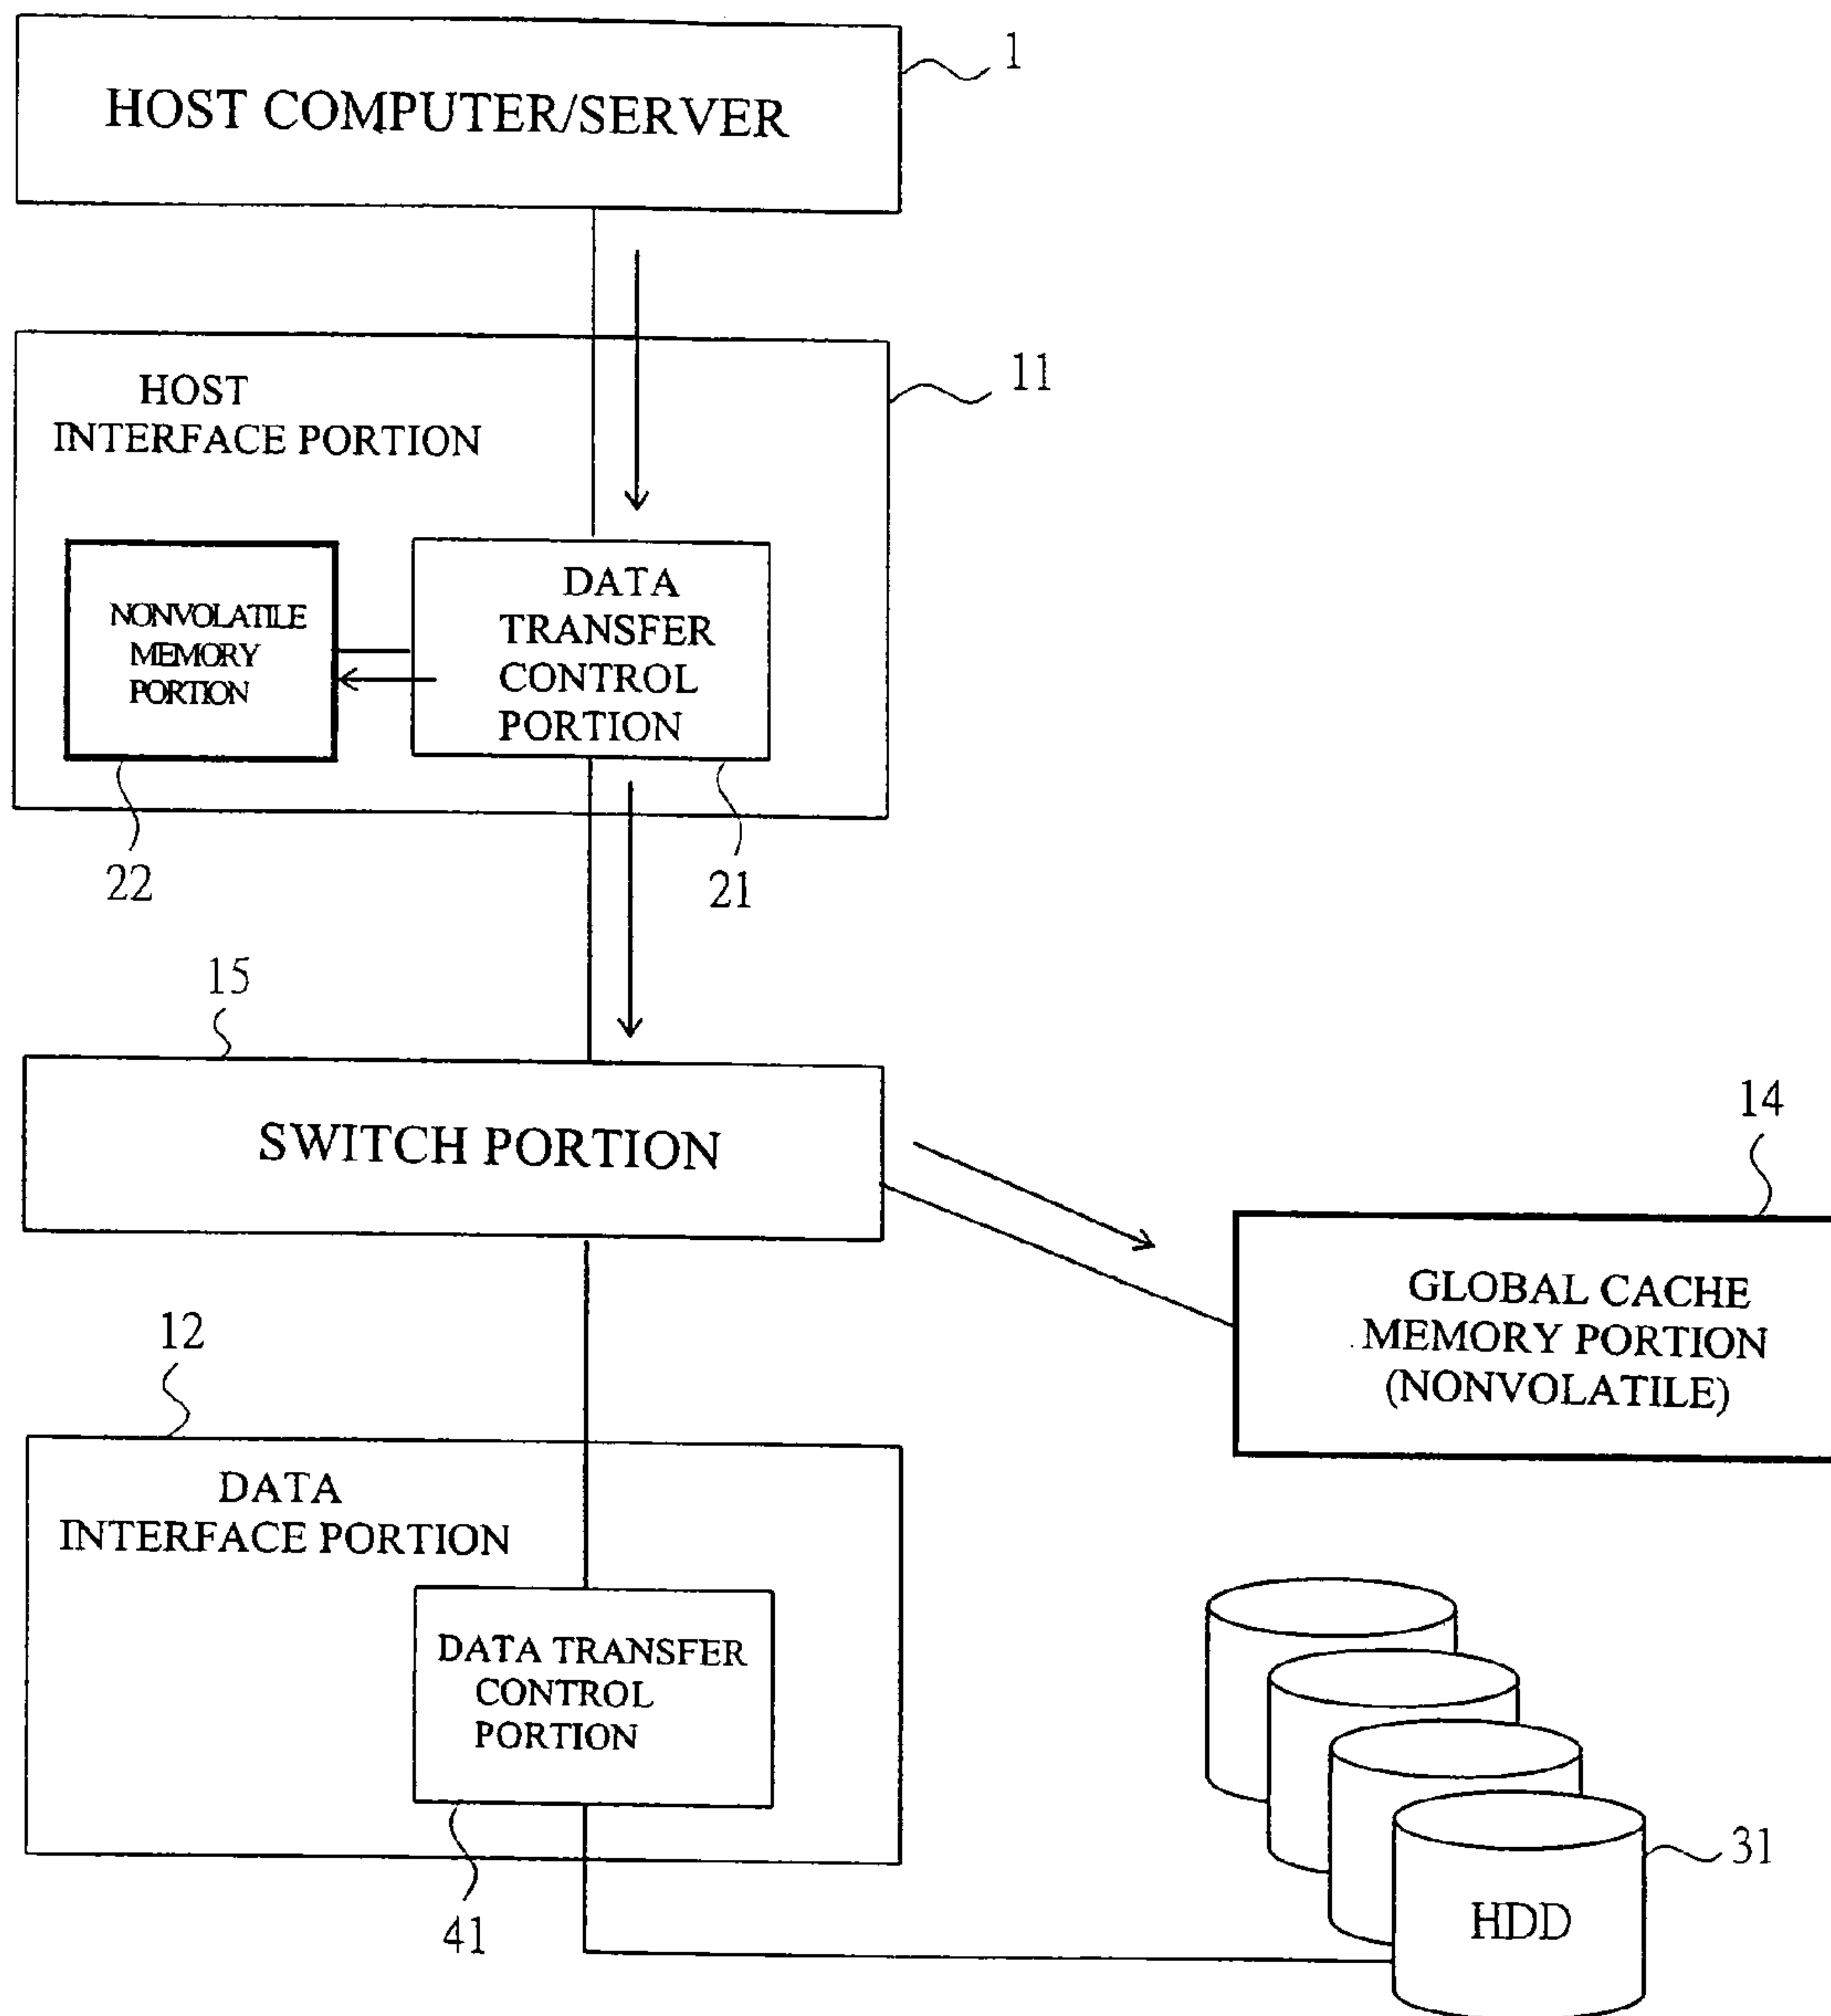 1
HOST COMPUTER/SERVER
11
HOST
INTERFACE PORTION
NONVOLATILE
MEMORY
PORTION
DATA
TRANSFER
CONTROL
PORTION
22
21
15
SWITCH PORTION
14
GLOBAL CACHE
MEMORY PORTION
(NONVOLATILE)
12
DATA
INTERFACE PORTION
DATA TRANSFER
CONTROL
PORTION
41
31
HDD